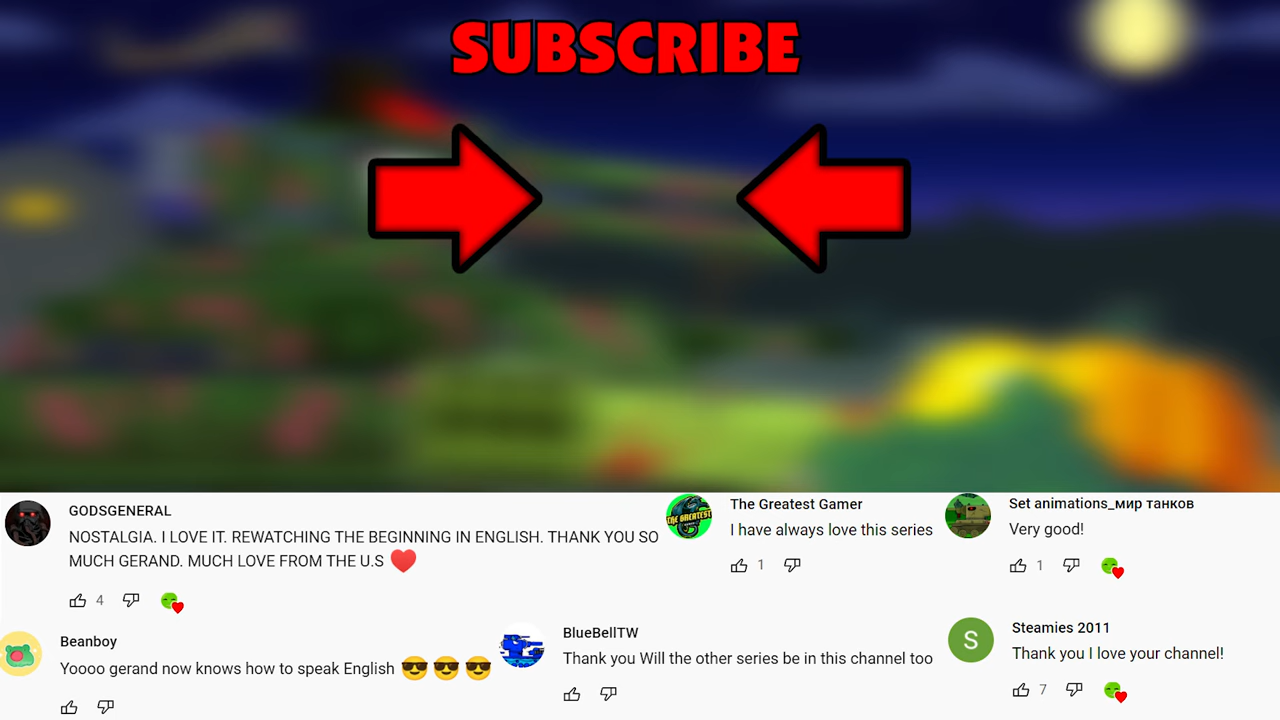 SUBSCRIBE
GODSGENERAL
NOSTALGIA. I LOVE IT. REWATCHING THE BEGINNING IN ENGLISH. THANK YOU SO
MUCH GERAND. MUCH LOVE FROM THE U.S ❤️
4
The Greatest Gamer
I have always love this series
1
Set animations_мир танков
Very good!
1
Beanboy
Yoooo gerand now knows how to speak English 😎 😎 😎
BlueBellTW
Thank you Will the other series be in this channel too
S
Steamies 2011
Thank you I love your channel!
7
THE GREATEST